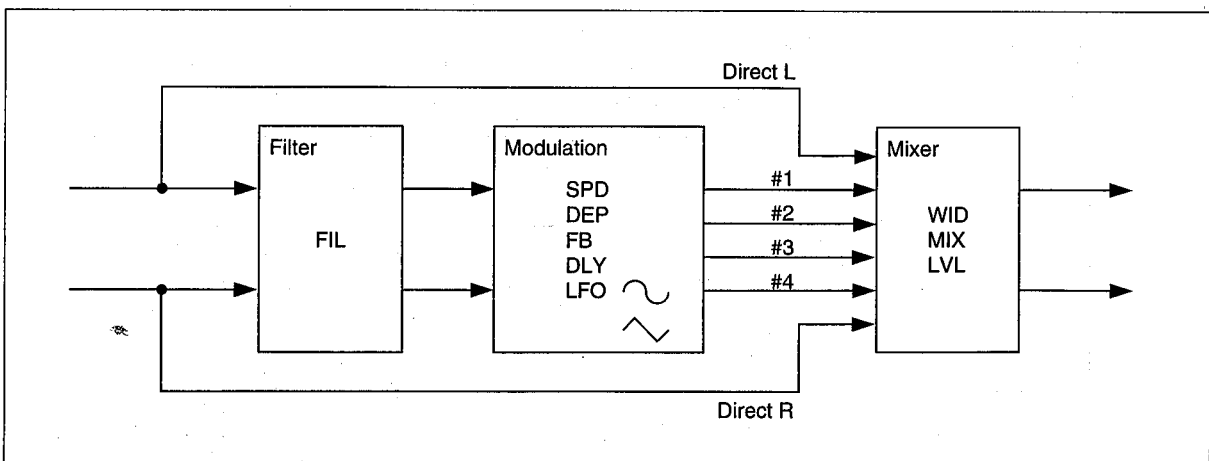 Direct L
Filter
Modulation
Mixer
SPD
#1
DEP
#2
WID
FIL
FB
#3
MIX
DLY
LVL
LFO
#4
Direct R